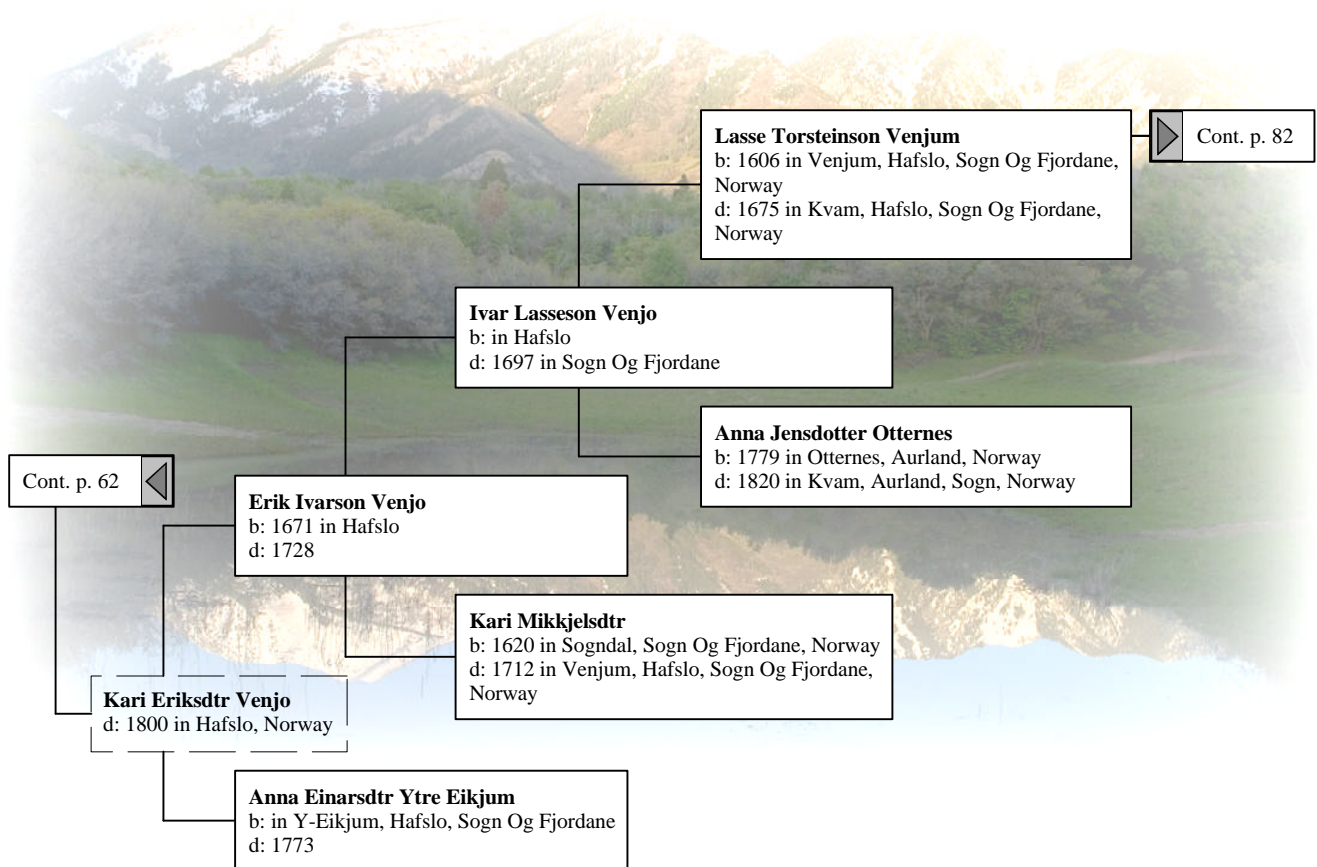 Lasse Torsteinson Venjum
b: 1606 in Venjum, Hafslo, Sogn Og Fjordane,
Norway
d: 1675 in Kvam, Hafslo, Sogn Og Fjordane,
Norway
Cont. p. 82
Ivar Lasseson Venjo
b: in Hafslo
d: 1697 in Sogn Og Fjordane
Anna Jensdotter Otternes
b: 1779 in Otternes, Aurland, Norway
d: 1820 in Kvam, Aurland, Sogn, Norway
Cont. p. 62
Erik Ivarson Venjo
b: 1671 in Hafslo
d: 1728
Kari Mikkjelsdtr
b: 1620 in Sogndal, Sogn Og Fjordane, Norway
d: 1712 in Venjum, Hafslo, Sogn Og Fjordane,
Norway
Kari Eriksdtr Venjo
d: 1800 in Hafslo, Norway
Anna Einarsdtr Ytre Eikjum
b: in Y-Eikjum, Hafslo, Sogn Og Fjordane
d: 1773